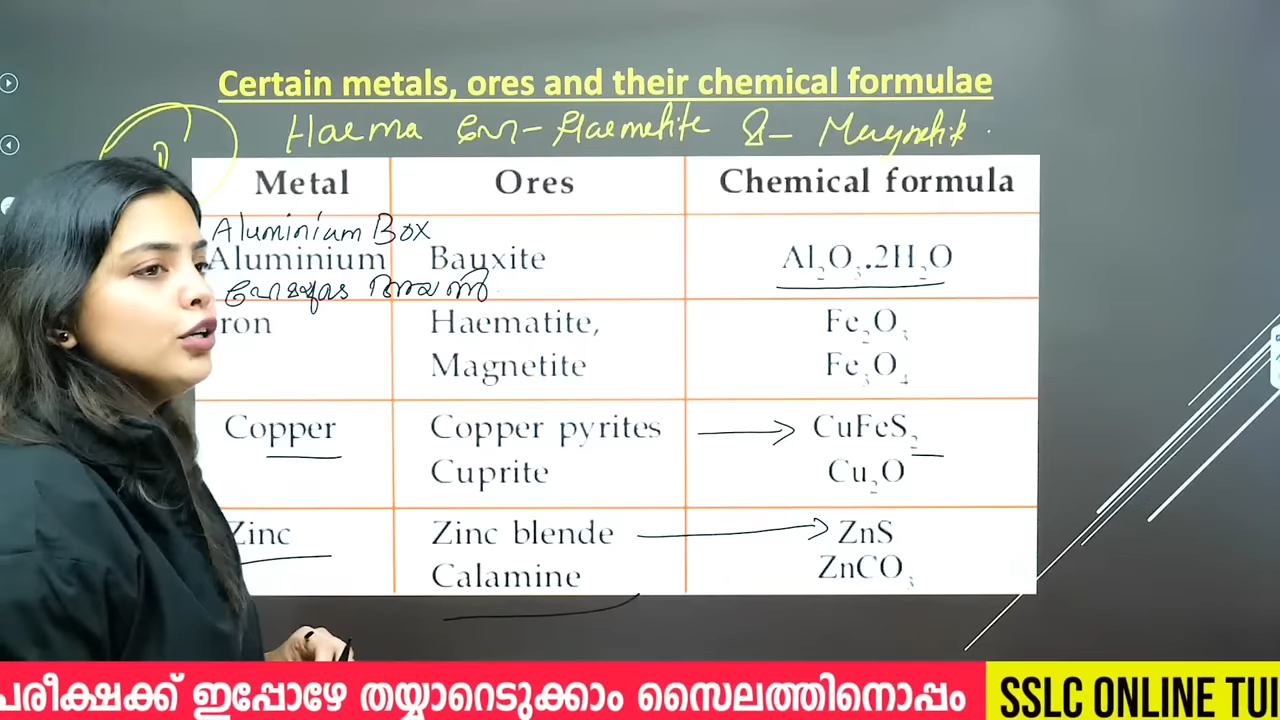 Certain metals, ores and their chemical formulae
Haema ഹേ - Haematite & - Magnetite.
Metal Ores Chemical formula
Aluminium Box
Aluminium Bauxite Al₂O₃.2H₂O
ron Haematite, Fe₂O₃
Magnetite Fe₃O₄
Copper Copper pyrites CuFeS₂
Cuprite Cu₂O
Zinc Zinc blende ZnS
Calamine ZnCO₃
പരീക്ഷക്ക് ഇപ്പോഴേ തയ്യാറെടുക്കാം സൈലത്തിനൊപ്പം SSLC ONLINE TUI